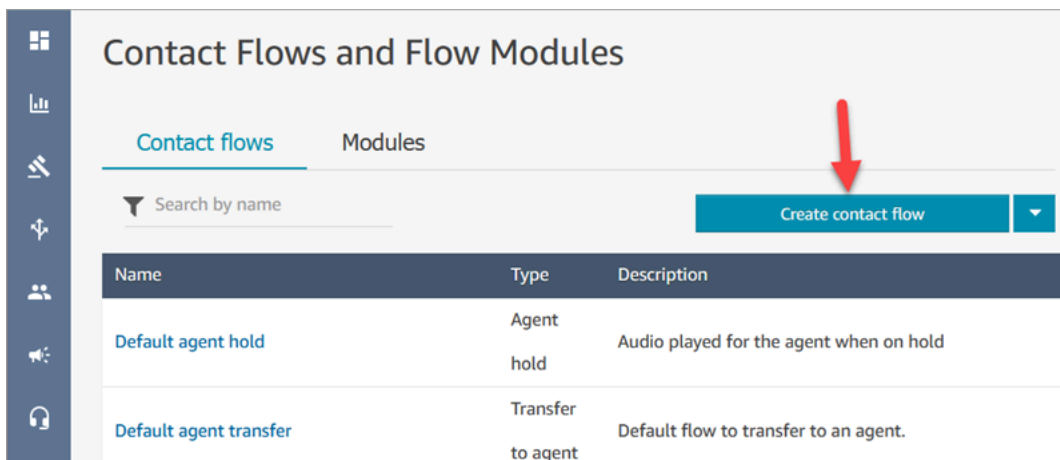 Contact Flows and Flow Modules
Contact flows Modules
Search by name
Create contact flow
Name Type Description
Default agent hold Agent hold Audio played for the agent when on hold
Default agent transfer Transfer to agent Default flow to transfer to an agent.